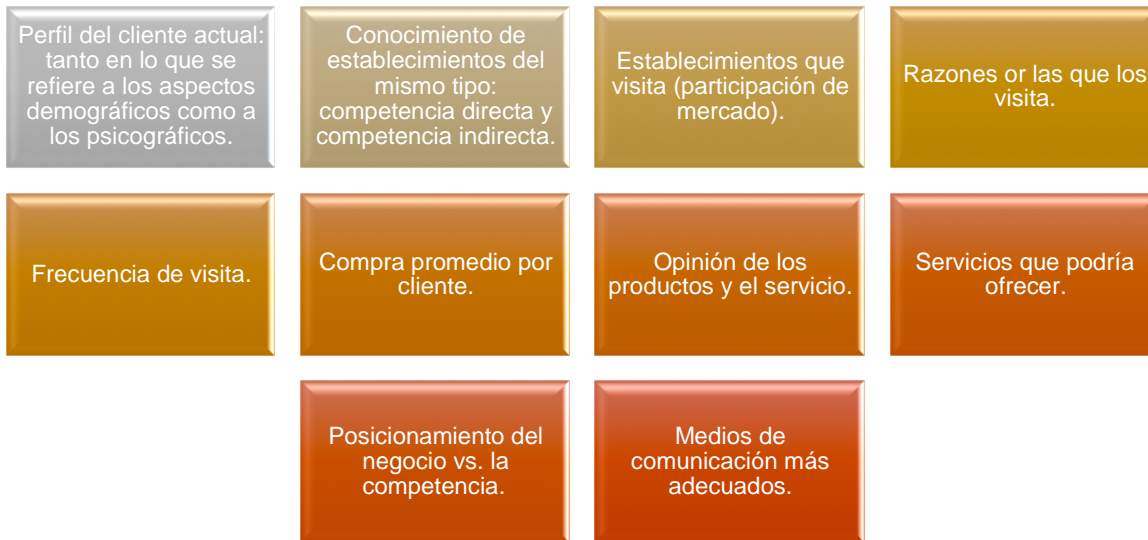 Perfil del cliente actual:
tanto en lo que se
refiere a los aspectos
demográficos como a
los psicográficos.
Conocimiento de
establecimientos del
mismo tipo:
competencia directa y
competencia indirecta.
Establecimientos que
visita (participación de
mercado).
Razones or las que los
visita.
Frecuencia de visita.
Compra promedio por
cliente.
Opinión de los
productos y el servicio.
Servicios que podría
ofrecer.
Posicionamiento del
negocio vs. la
competencia.
Medios de
comunicación más
adecuados.